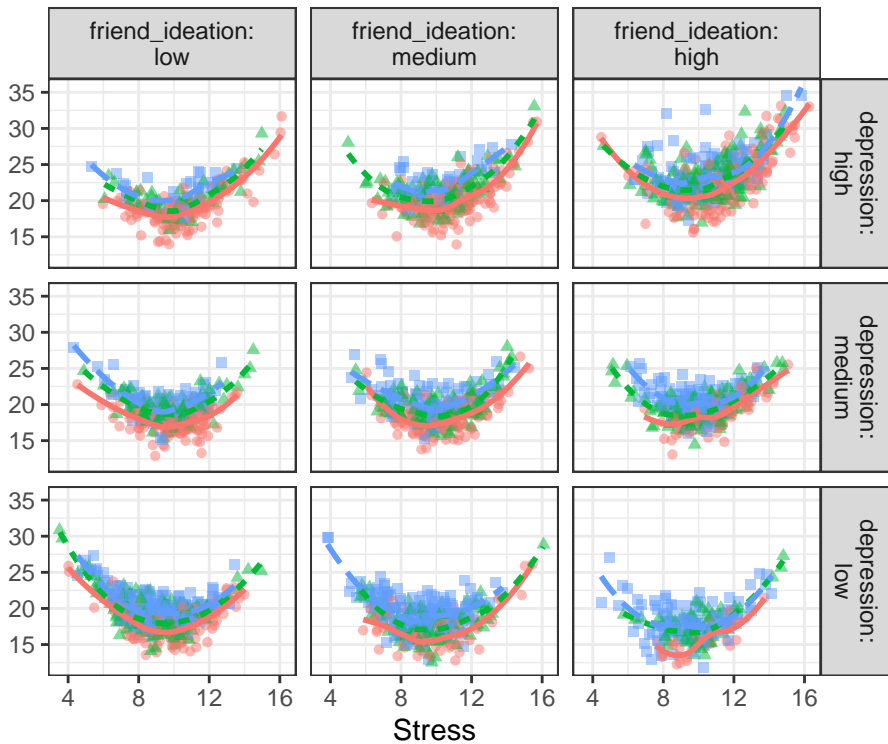 friend_ideation:
low
friend_ideation:
medium
friend_ideation:
high
35
30
25
20
15
depression:
high
35
30
25
20
15
depression:
medium
35
30
25
20
15
depression:
low
4 8 12 16 4 8 12 16 4 8 12 16
Stress